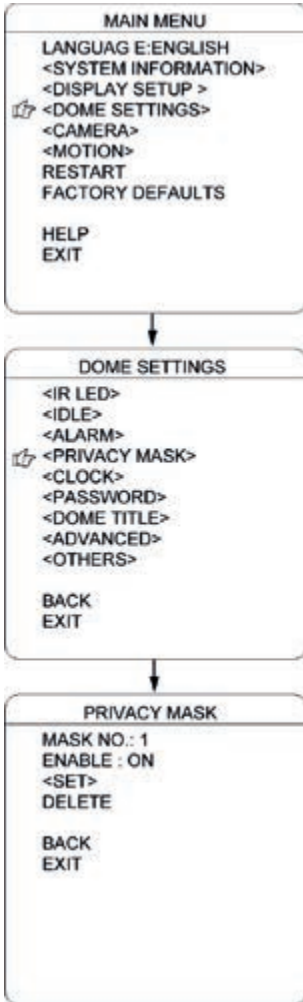 MAIN MENU
LANGUAG E:ENGLISH
<SYSTEM INFORMATION>
<DISPLAY SETUP >
<DOME SETTINGS>
<CAMERA>
<MOTION>
RESTART
FACTORY DEFAULTS
HELP
EXIT
DOME SETTINGS
<IR LED>
<IDLE>
<ALARM>
<PRIVACY MASK>
<CLOCK>
<PASSWORD>
<DOME TITLE>
<ADVANCED>
<OTHERS>
BACK
EXIT
PRIVACY MASK
MASK NO.: 1
ENABLE : ON
<SET>
DELETE
BACK
EXIT